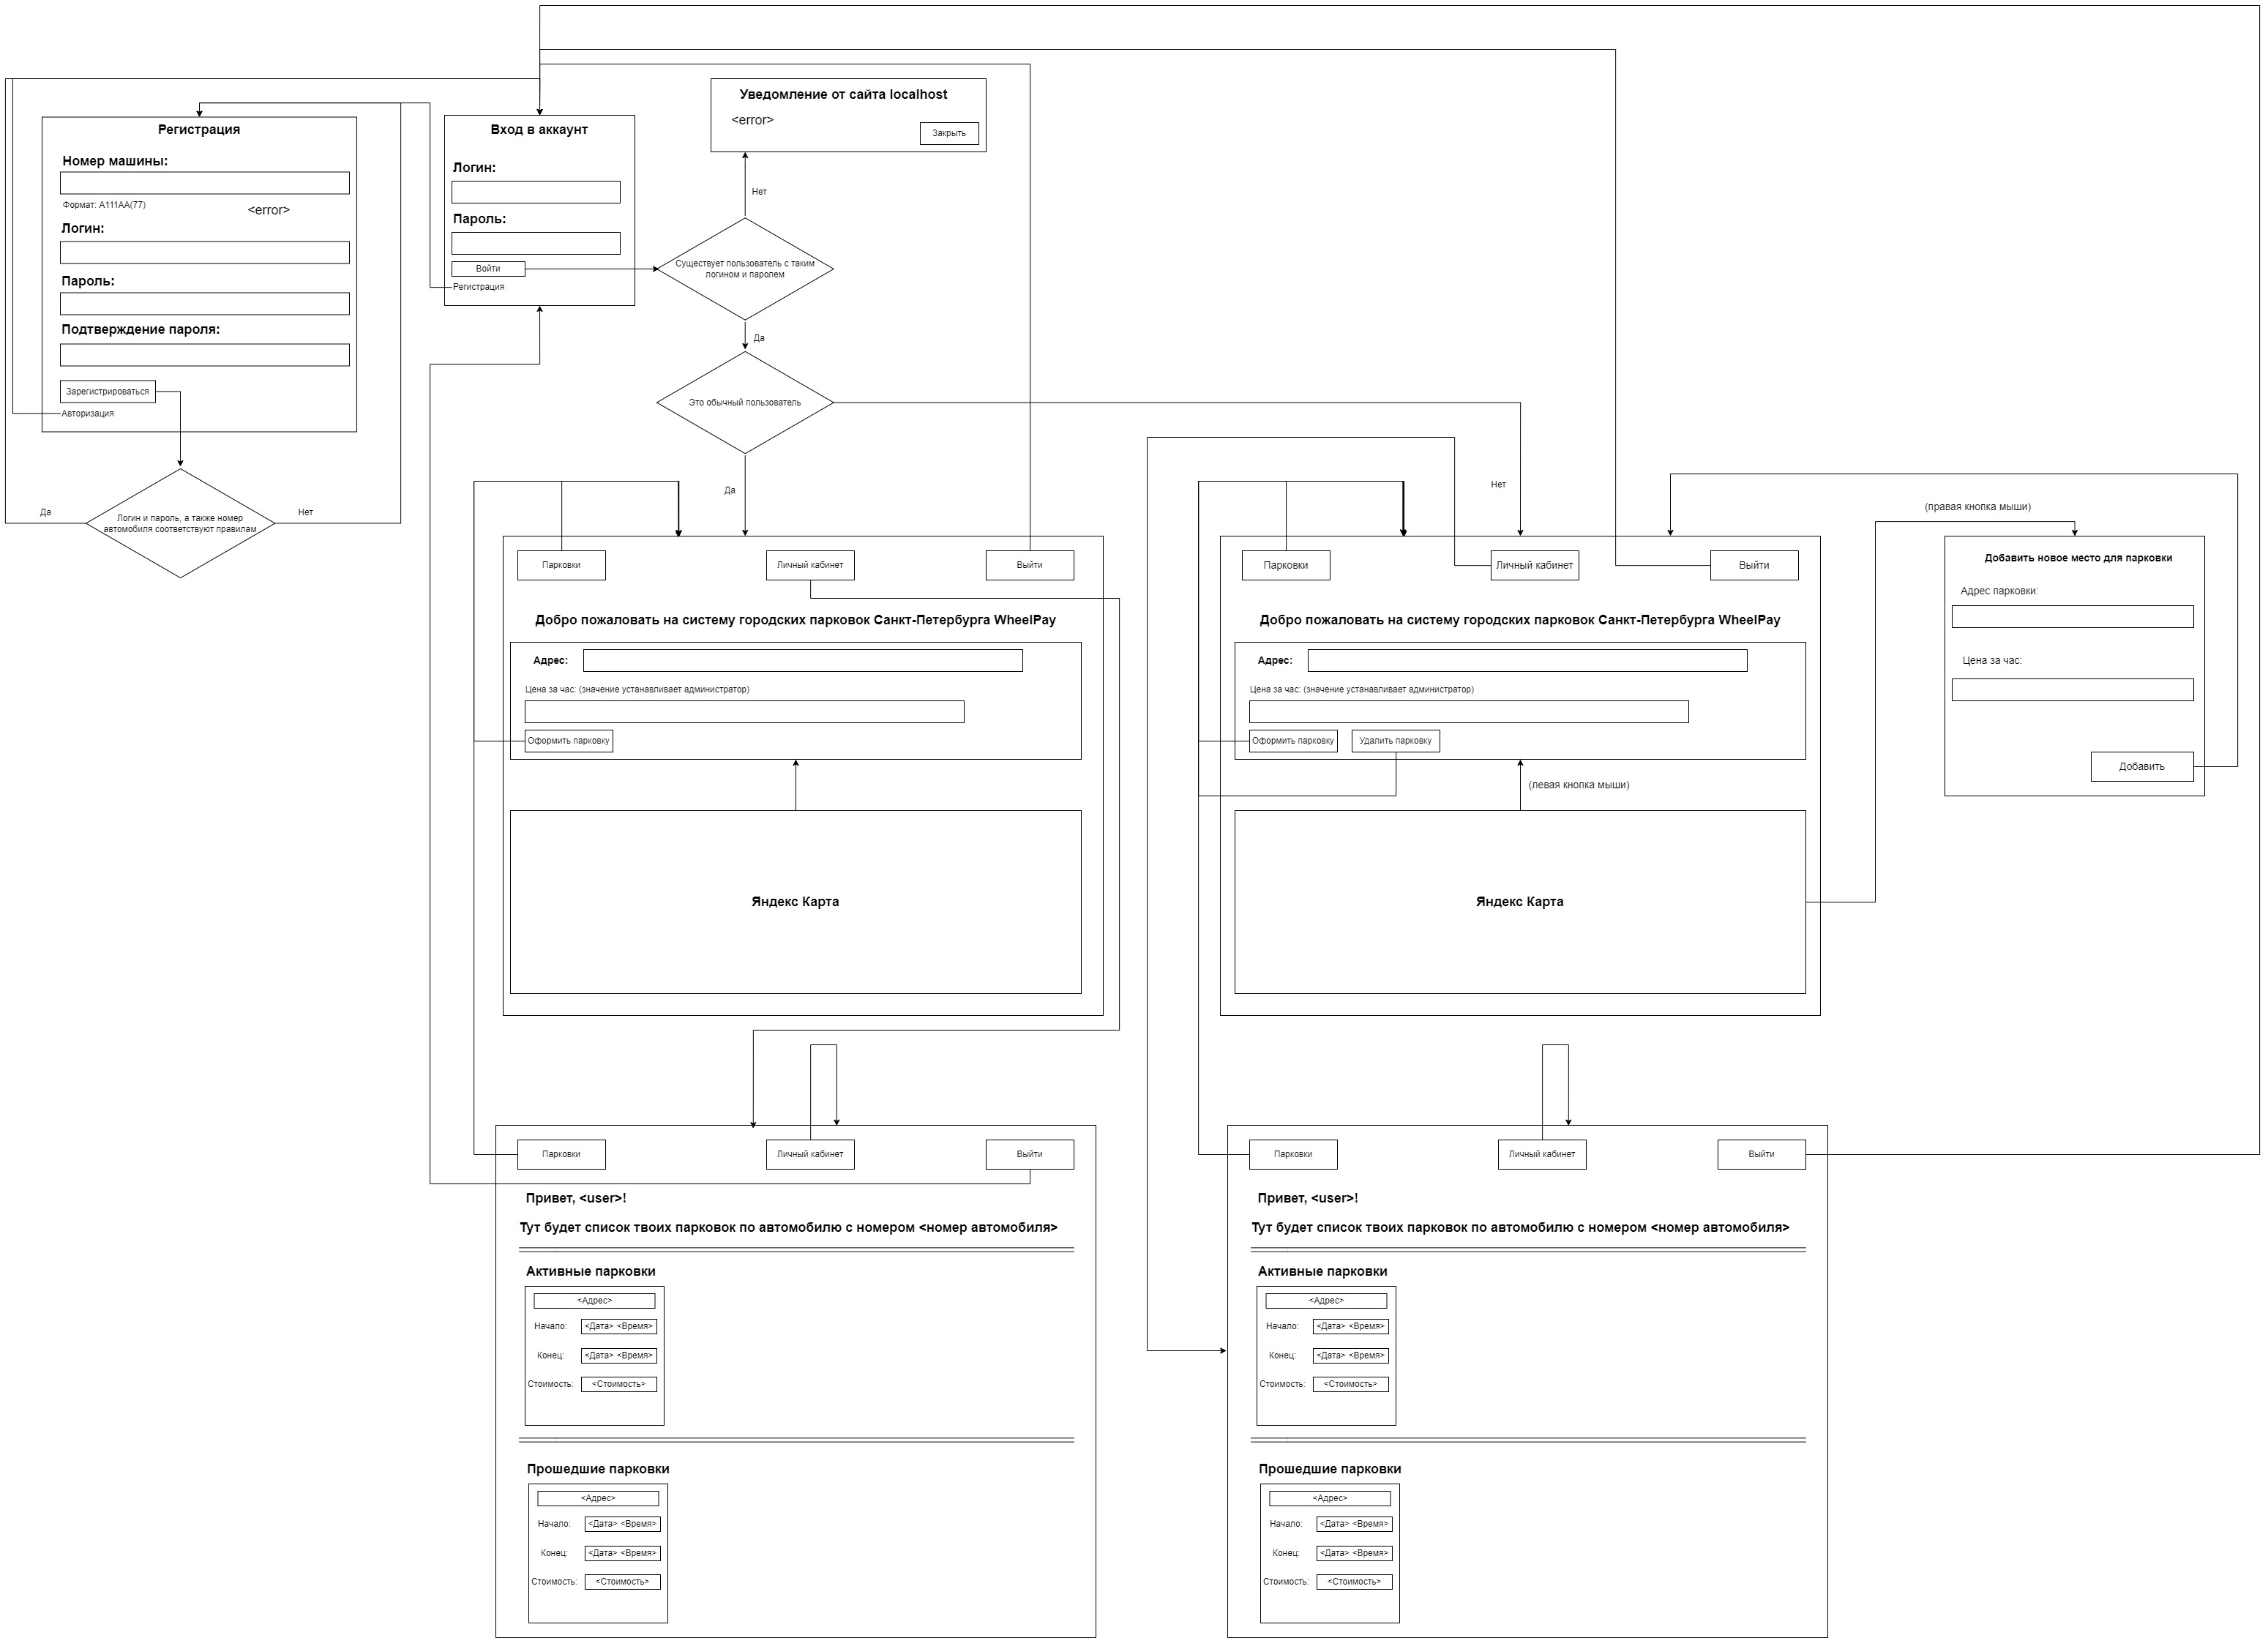 Регистрация
Номер машины:
Формат: А111АА(77)
<error>
Логин:
Пароль:
Подтверждение пароля:
Зарегистрироваться
Авторизация
Логин и пароль, а также номер
автомобиля соответствуют правилам
Да
Нет
Вход в аккаунт
Логин:
Пароль:
Войти
Регистрация
Уведомление от сайта localhost
<error>
Закрыть
Нет
Существует пользователь с таким
логином и паролем
Да
Это обычный пользователь
Да
Нет
Парковки
Личный кабинет
Выйти
Добро пожаловать на систему городских парковок Санкт-Петербурга WheelPay
Адрес:
Цена за час: (значение устанавливает администратор)
Оформить парковку
Яндекс Карта
Парковки
Личный кабинет
Выйти
Добро пожаловать на систему городских парковок Санкт-Петербурга WheelPay
Адрес:
Цена за час: (значение устанавливает администратор)
Оформить парковку
Удалить парковку
(левая кнопка мыши)
Яндекс Карта
(правая кнопка мыши)
Добавить новое место для парковки
Адрес парковки:
Цена за час:
Добавить
Парковки
Личный кабинет
Выйти
Привет, <user>!
Тут будет список твоих парковок по автомобилю с номером <номер автомобиля>
Активные парковки
<Адрес>
Начало: <Дата> <Время>
Конец: <Дата> <Время>
Стоимость: <Стоимость>
Прошедшие парковки
<Адрес>
Начало: <Дата> <Время>
Конец: <Дата> <Время>
Стоимость: <Стоимость>
Парковки
Личный кабинет
Выйти
Привет, <user>!
Тут будет список твоих парковок по автомобилю с номером <номер автомобиля>
Активные парковки
<Адрес>
Начало: <Дата> <Время>
Конец: <Дата> <Время>
Стоимость: <Стоимость>
Прошедшие парковки
<Адрес>
Начало: <Дата> <Время>
Конец: <Дата> <Время>
Стоимость: <Стоимость>